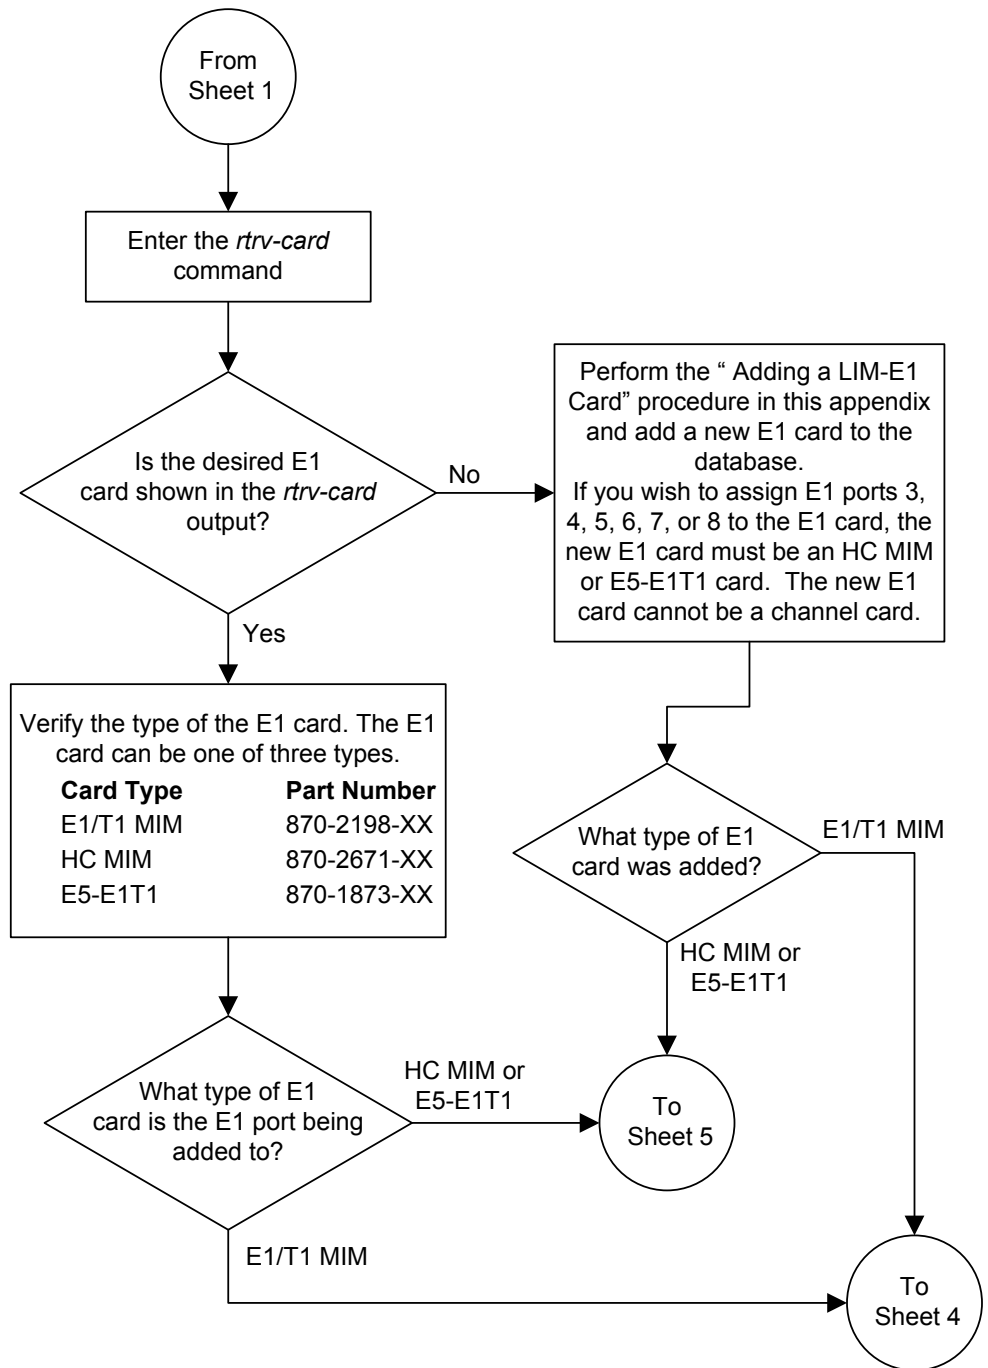 From
Sheet 1
Enter the rtrv-card
command
Is the desired E1
card shown in the rtrv-card
output?
No
Yes
Perform the “ Adding a LIM-E1
Card” procedure in this appendix
and add a new E1 card to the
database.
If you wish to assign E1 ports 3,
4, 5, 6, 7, or 8 to the E1 card, the
new E1 card must be an HC MIM
or E5-E1T1 card. The new E1
card cannot be a channel card.
Verify the type of the E1 card. The E1
card can be one of three types.
Card Type Part Number
E1/T1 MIM 870-2198-XX
HC MIM 870-2671-XX
E5-E1T1 870-1873-XX
What type of E1
card was added?
E1/T1 MIM
HC MIM or
E5-E1T1
What type of E1
card is the E1 port being
added to?
HC MIM or
E5-E1T1
To
Sheet 5
E1/T1 MIM
To
Sheet 4